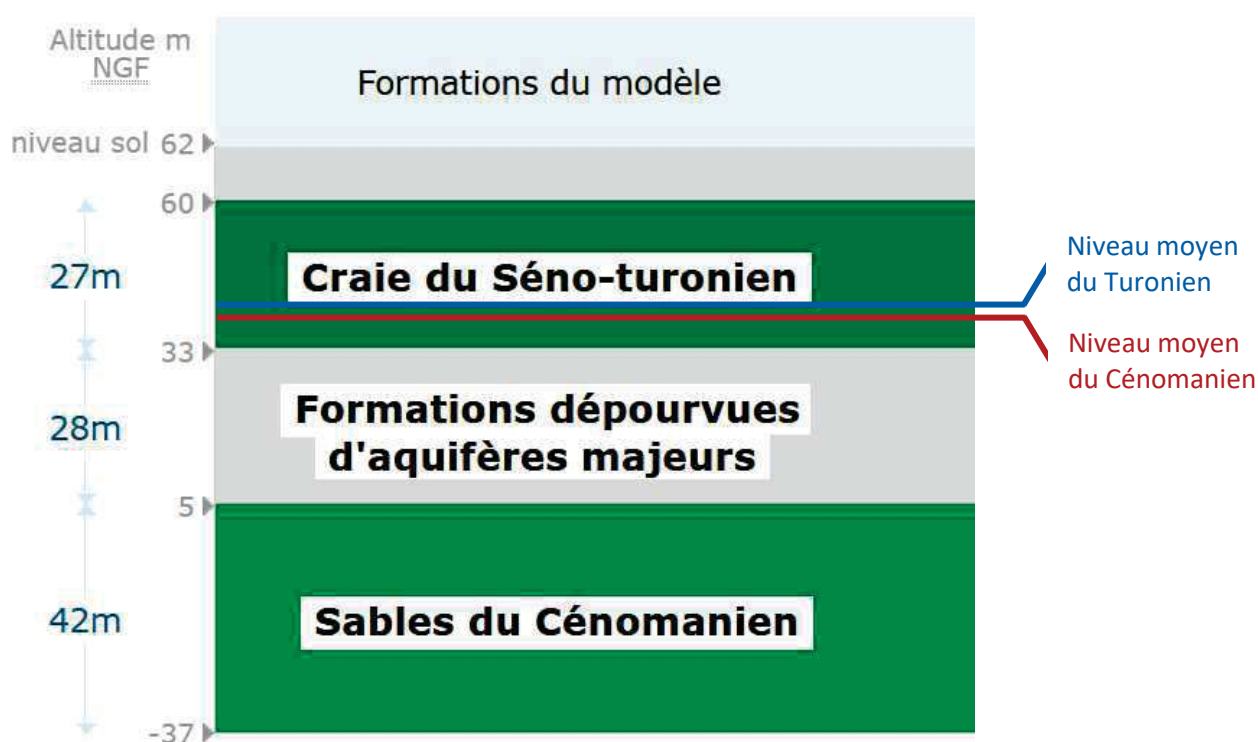 Altitude m
NGF
Formations du modèle
niveau sol 62
60
27m
Craie du Séno-turonien
Niveau moyen
du Turonien
Niveau moyen
du Cénomanien
33
28m
Formations dépourvues
d'aquifères majeurs
5
42m
Sables du Cénomanien
-37